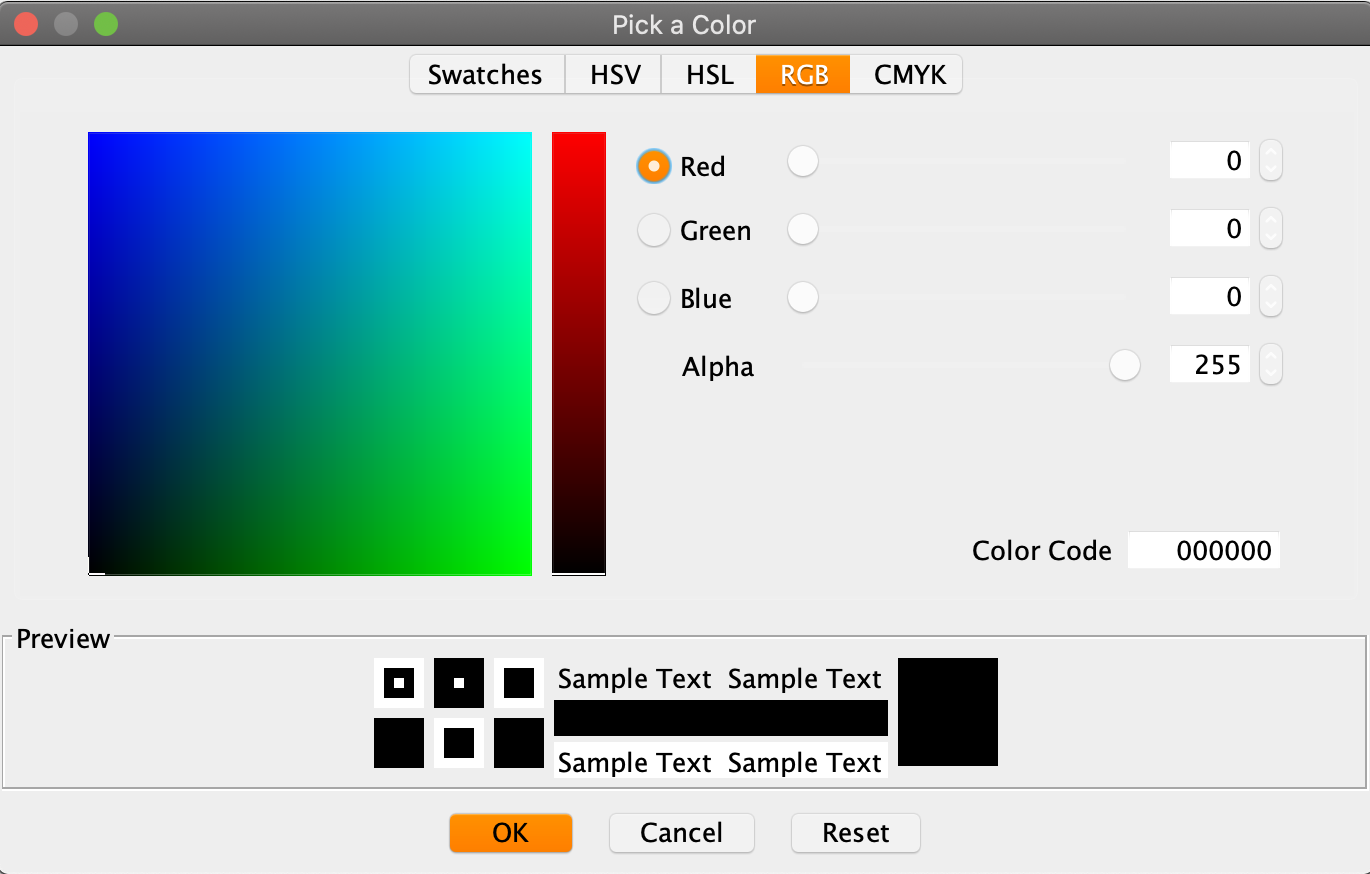 Pick a Color
Swatches HSV HSL RGB CMYK
Red 0
Green 0
Blue 0
Alpha 255
Color Code 000000
Preview
Sample Text Sample Text
Sample Text Sample Text
OK Cancel Reset